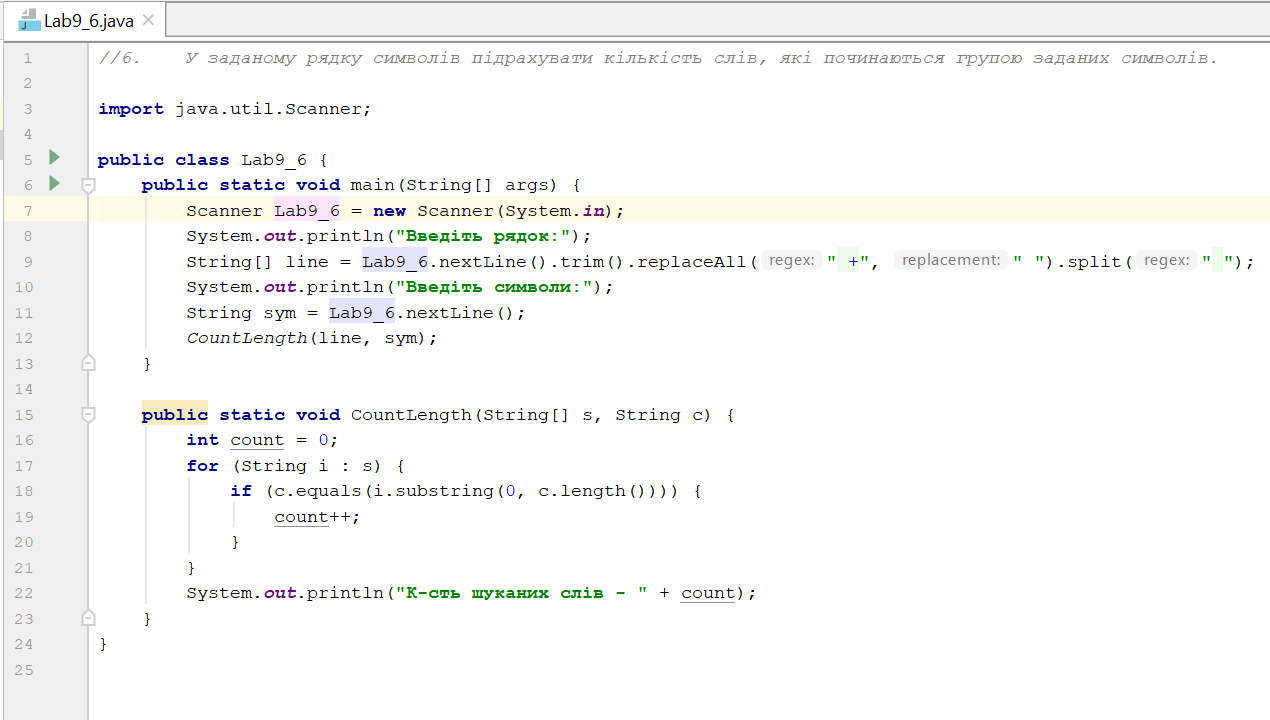 Lab9_6.java
1 //6. У заданому рядку символів підрахувати кількість слів, які починаються групою заданих символів.
2
3 import java.util.Scanner;
4
5 public class Lab9_6 {
6 public static void main(String[] args) {
7 Scanner Lab9_6 = new Scanner(System.in);
8 System.out.println("Введіть рядок:");
9 String[] line = Lab9_6.nextLine().trim().replaceAll( regex: " +", replacement: " ").split( regex: " ");
10 System.out.println("Введіть символи:");
11 String sym = Lab9_6.nextLine();
12 CountLength(line, sym);
13 }
14
15 public static void CountLength(String[] s, String c) {
16 int count = 0;
17 for (String i : s) {
18 if (c.equals(i.substring(0, c.length()))) {
19 count++;
20 }
21 }
22 System.out.println("К-сть шуканих слів - " + count);
23 }
24 }
25